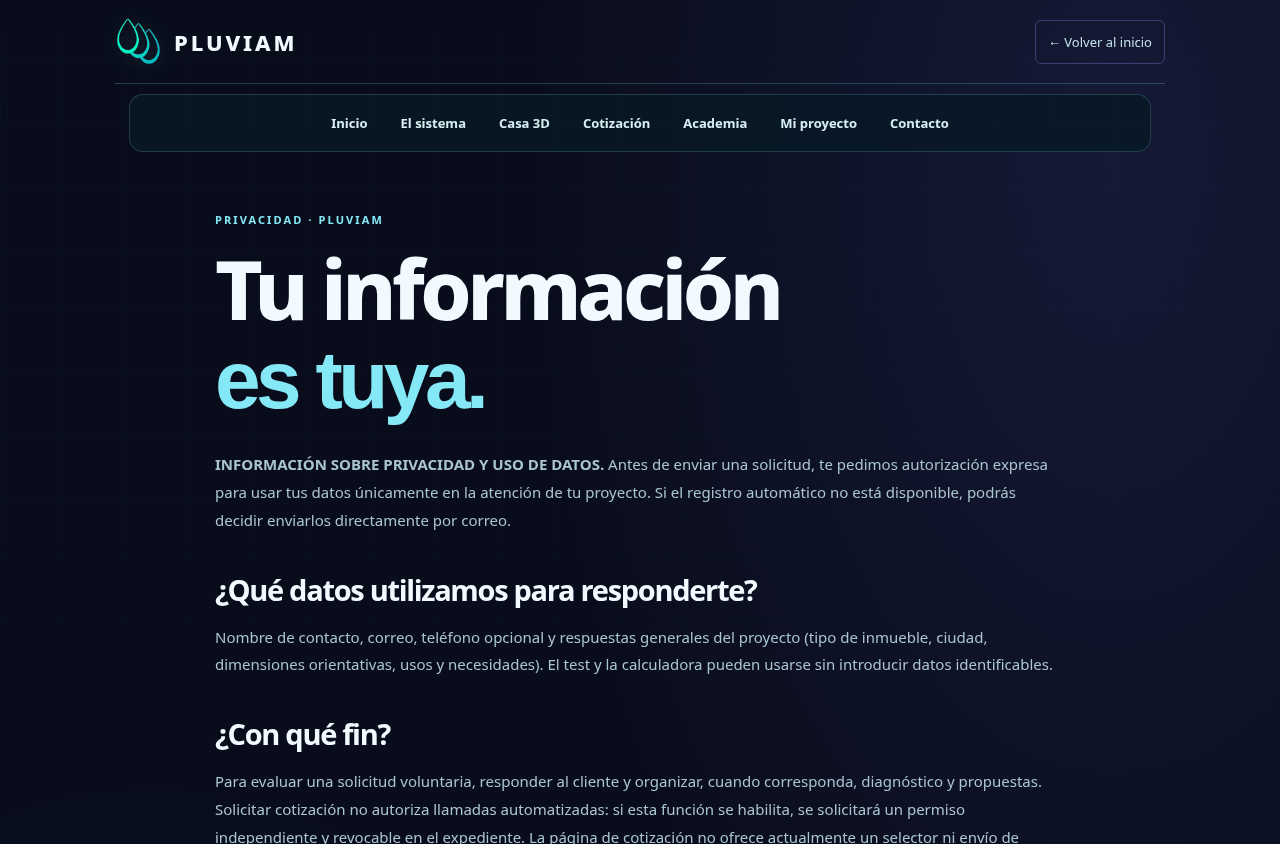 PLUVIAM
← Volver al inicio
Inicio El sistema Casa 3D Cotización Academia Mi proyecto Contacto
PRIVACIDAD · PLUVIAM
Tu información
es tuya.
INFORMACIÓN SOBRE PRIVACIDAD Y USO DE DATOS. Antes de enviar una solicitud, te pedimos autorización expresa
para usar tus datos únicamente en la atención de tu proyecto. Si el registro automático no está disponible, podrás
decidir enviarlos directamente por correo.
¿Qué datos utilizamos para responderte?
Nombre de contacto, correo, teléfono opcional y respuestas generales del proyecto (tipo de inmueble, ciudad,
dimensiones orientativas, usos y necesidades). El test y la calculadora pueden usarse sin introducir datos identificables.
¿Con qué fin?
Para evaluar una solicitud voluntaria, responder al cliente y organizar, cuando corresponda, diagnóstico y propuestas.
Solicitar cotización no autoriza llamadas automatizadas: si esta función se habilita, se solicitará un permiso
independiente y revocable en el expediente. La página de cotización no ofrece actualmente un selector ni envío de